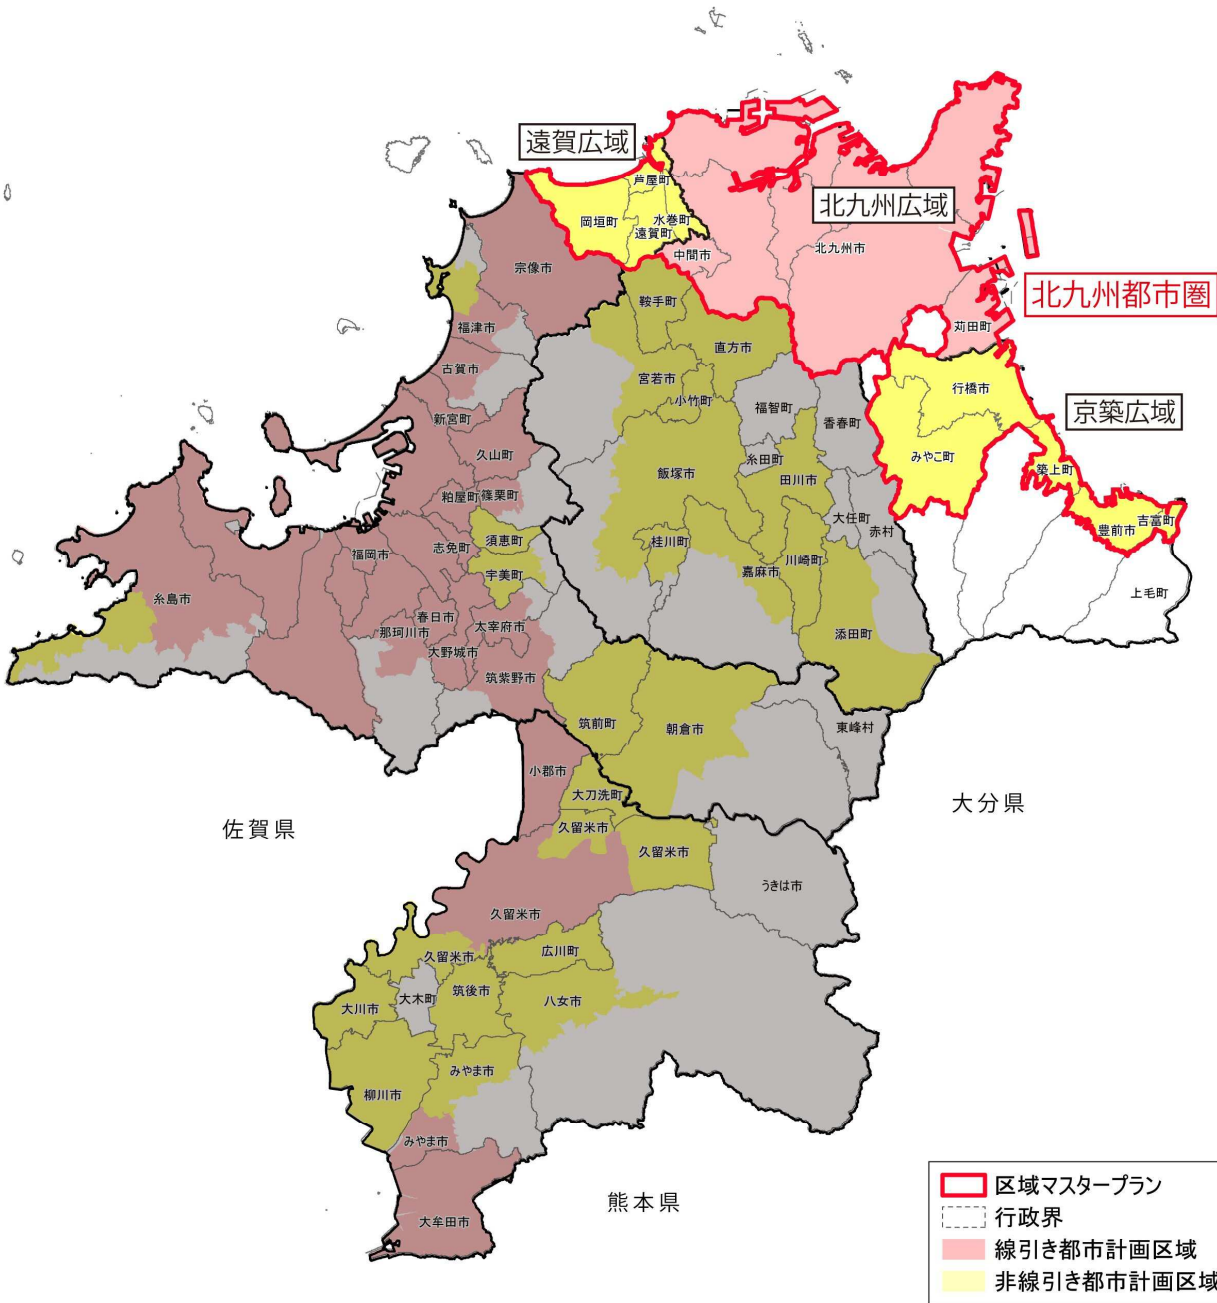 遠賀広域
芦屋町
北九州広域
岡垣町
水巻町
遠賀町
中間市
北九州市
宗像市
北九州都市圏
鞍手町
福津市
苅田町
直方市
古賀市
宮若市
行橋市
小竹町
福智町
京築広域
新宮町
香春町
久山町
みやこ町
糸田町
飯塚市
築上町
田川市
粕屋町
篠栗町
大任町
吉富町
豊前市
赤村
須恵町
桂川町
志免町
福岡市
川崎町
嘉麻市
宇美町
上毛町
糸島市
春日市
太宰府市
那珂川市
添田町
大野城市
筑紫野市
筑前町
朝倉市
東峰村
小郡市
大刀洗町
大分県
佐賀県
久留米市
久留米市
うきは市
久留米市
広川町
久留米市
筑後市
大木町
八女市
大川市
みやま市
柳川市
みやま市
熊本県
大牟田市
区域マスタープラン
行政界
線引き都市計画区域
非線引き都市計画区域